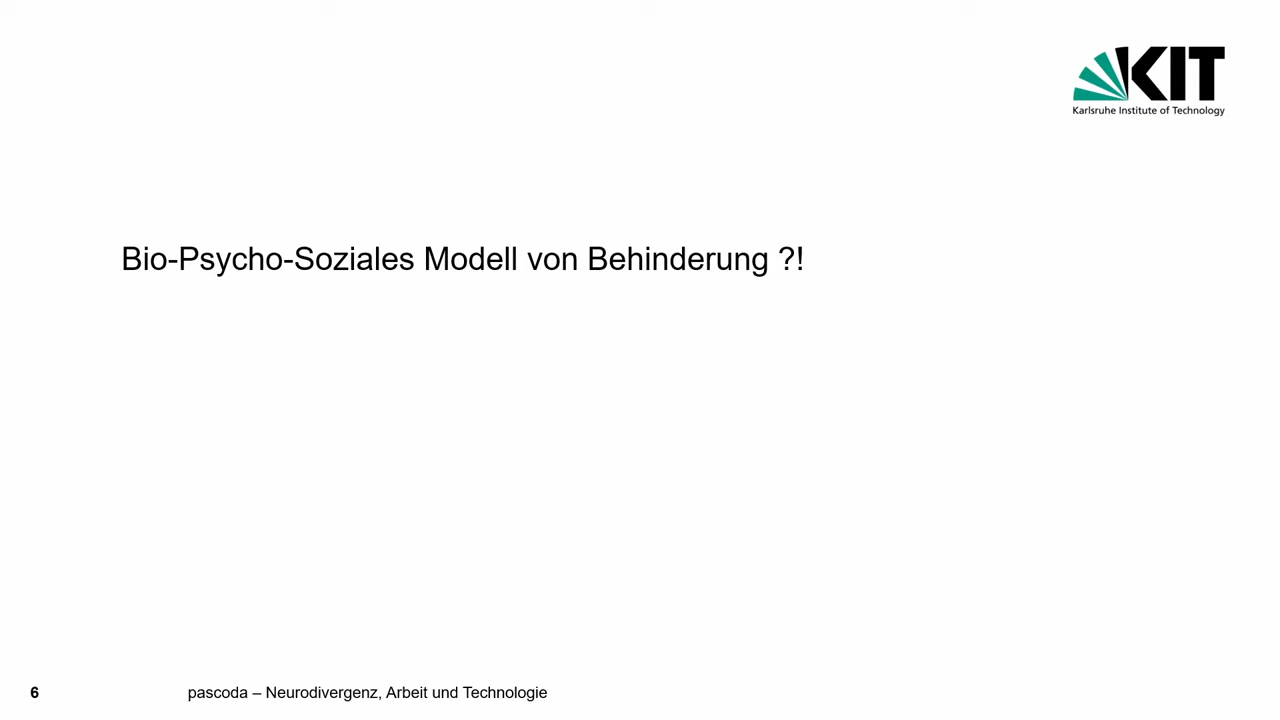 KIT
Karlsruhe Institute of Technology
Bio-Psycho-Soziales Modell von Behinderung ?!
6 pascoda – Neurodivergenz, Arbeit und Technologie